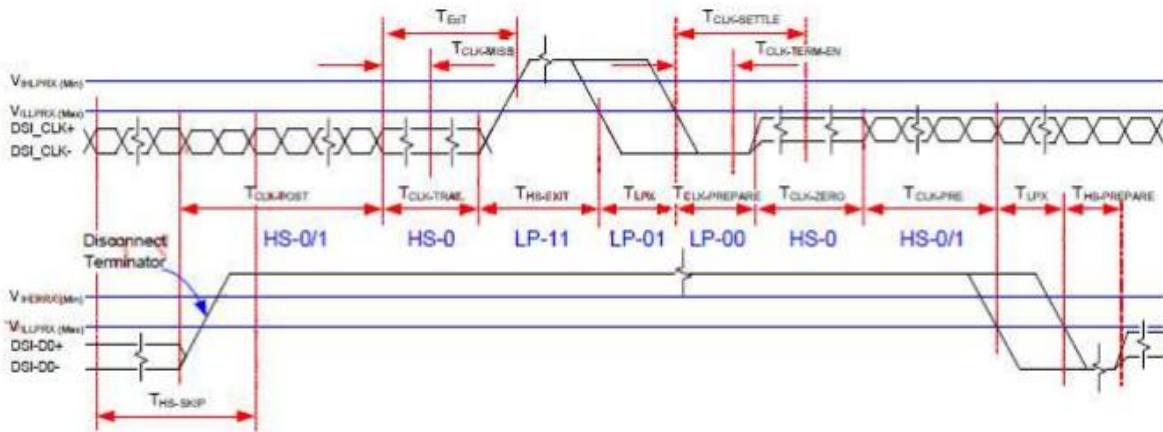 TEoT
TCLK-SETTLE
TCLK-MISS
TCLK-TERM-EN
VIHLPRX (Min)
VILLPRX (Max)
DSI_CLK+
DSI_CLK-
TCLK-POST
TCLK-TRAIL
THS-EXIT
TLPX
TCLK-PREPARE
TCLK-ZERO
TCLK-PRE
TLPX
THS-PREPARE
HS-0/1
HS-0
LP-11
LP-01
LP-00
HS-0
HS-0/1
Disconnect
Terminator
(Min)
VILLPRX (Max)
DSI-D0+
DSI-D0-
THS-SKIP